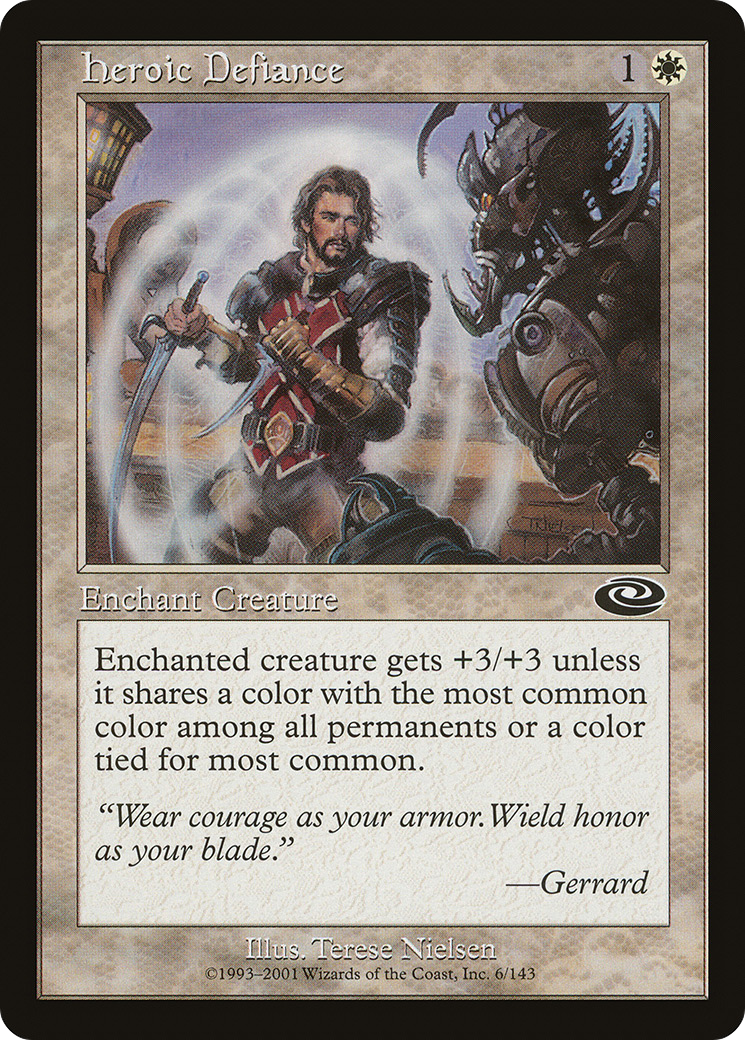 Heroic Defiance
1
Enchant Creature
Enchanted creature gets +3/+3 unless
it shares a color with the most common
color among all permanents or a color
tied for most common.
“Wear courage as your armor. Wield honor
as your blade.”
—Gerrard
Illus. Terese Nielsen
©1993–2001 Wizards of the Coast, Inc. 6/143